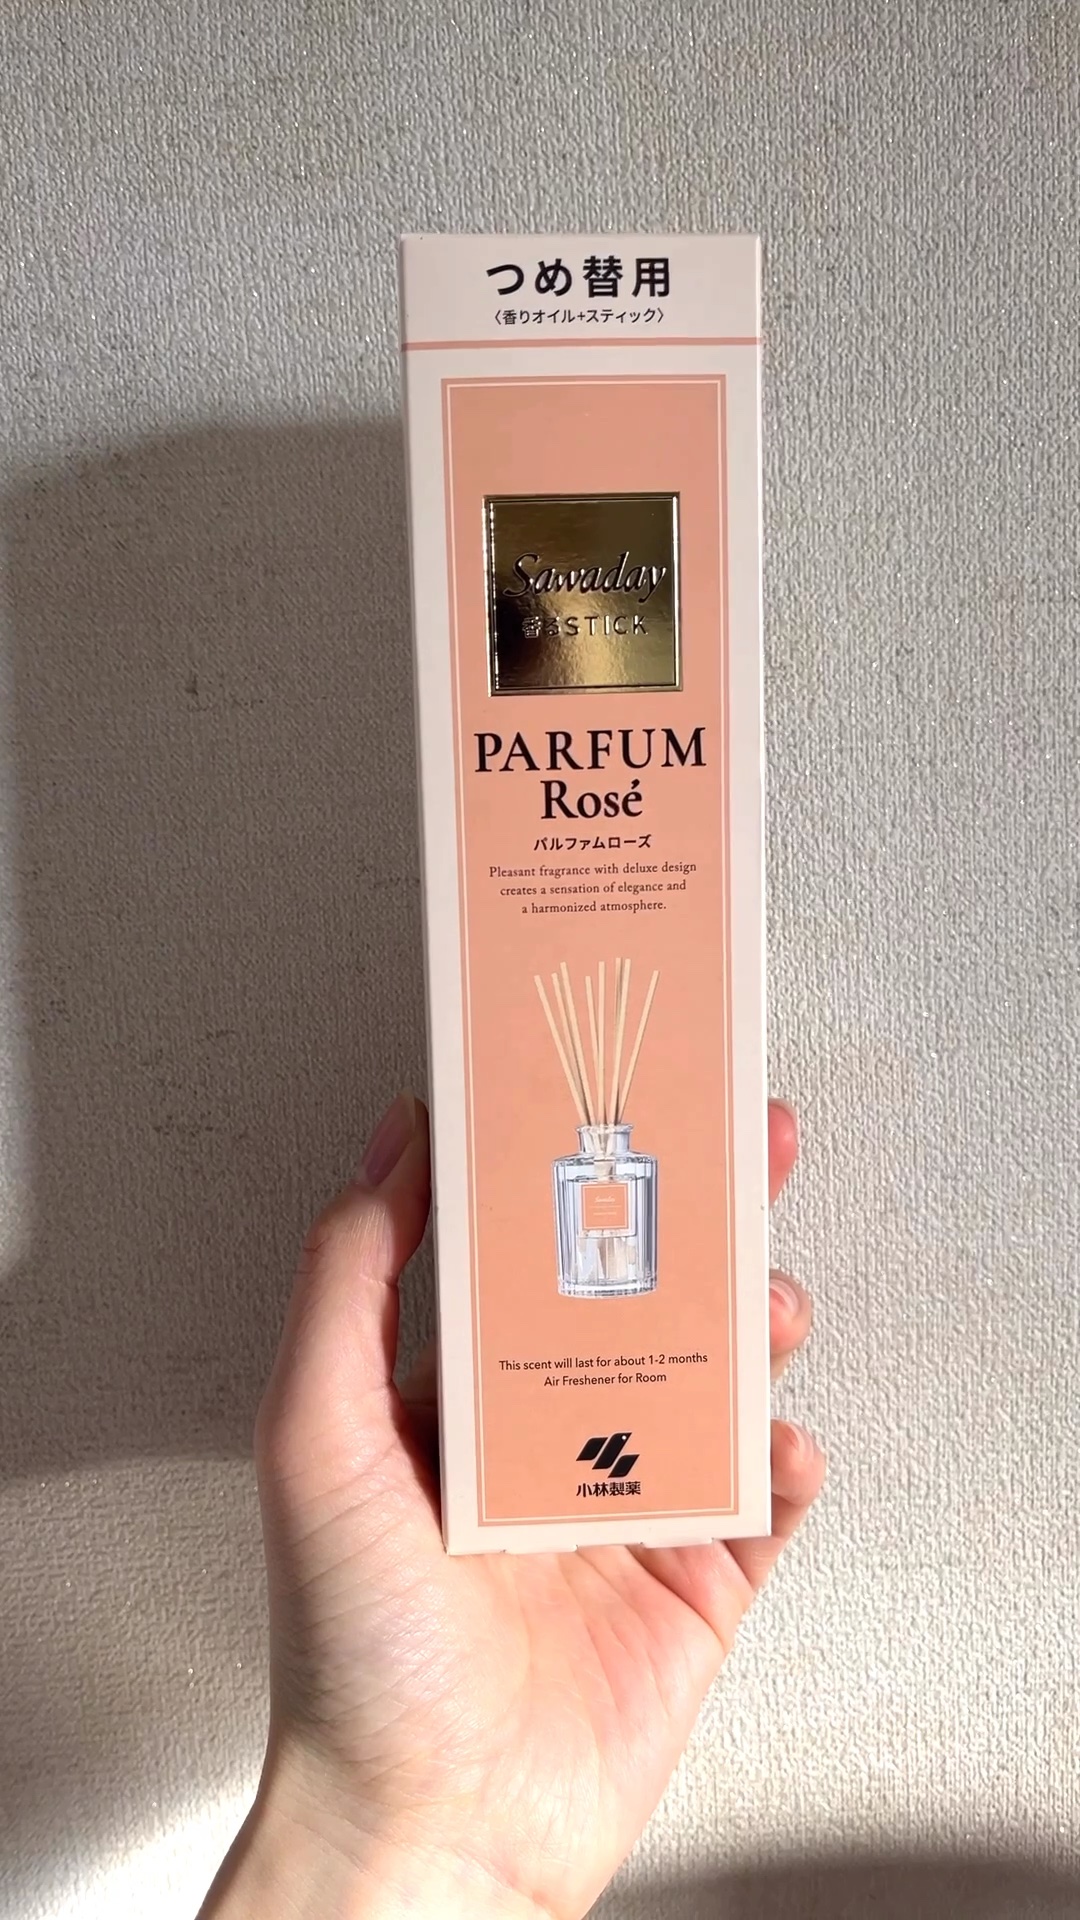 つめ替用
〈香りオイル+スティック〉
Sawaday
香るSTICK
PARFUM
Rosé
パルファムローズ
Pleasant fragrance with deluxe design
creates a sensation of elegance and
a harmonized atmosphere.
Sawaday
This scent will last for about 1-2 months
Air Freshener for Room
小林製薬